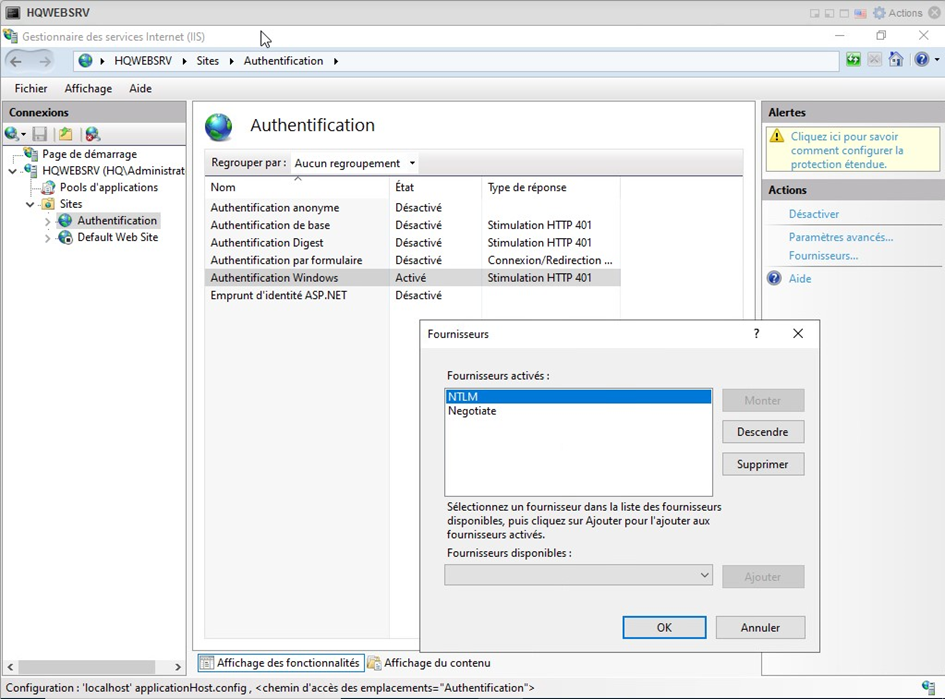 HQWEBSRV
Actions
Gestionnaire des services Internet (IIS)
HQWEBSRV
Sites
Authentification
Fichier
Affichage
Aide
Connexions
Page de démarrage
HQWEBSRV (HQ\Administrat
Pools d'applications
Sites
Authentification
Default Web Site
Authentification
Regrouper par :
Aucun regroupement
Nom
État
Type de réponse
Authentification anonyme
Désactivé
Authentification de base
Désactivé
Stimulation HTTP 401
Authentification Digest
Désactivé
Stimulation HTTP 401
Authentification par formulaire
Désactivé
Connexion/Redirection ...
Authentification Windows
Activé
Stimulation HTTP 401
Emprunt d'identité ASP.NET
Désactivé
Fournisseurs
?
Fournisseurs activés :
NTLM
Negotiate
Monter
Descendre
Supprimer
Sélectionnez un fournisseur dans la liste des fournisseurs
disponibles, puis cliquez sur Ajouter pour l'ajouter aux
fournisseurs activés.
Fournisseurs disponibles :
Ajouter
OK
Annuler
Alertes
Cliquez ici pour savoir
comment configurer la
protection étendue.
Actions
Désactiver
Paramètres avancés...
Fournisseurs...
Aide
Affichage des fonctionnalités
Affichage du contenu
Configuration : 'localhost' applicationHost.config , <chemin d'accès des emplacements="Authentification">